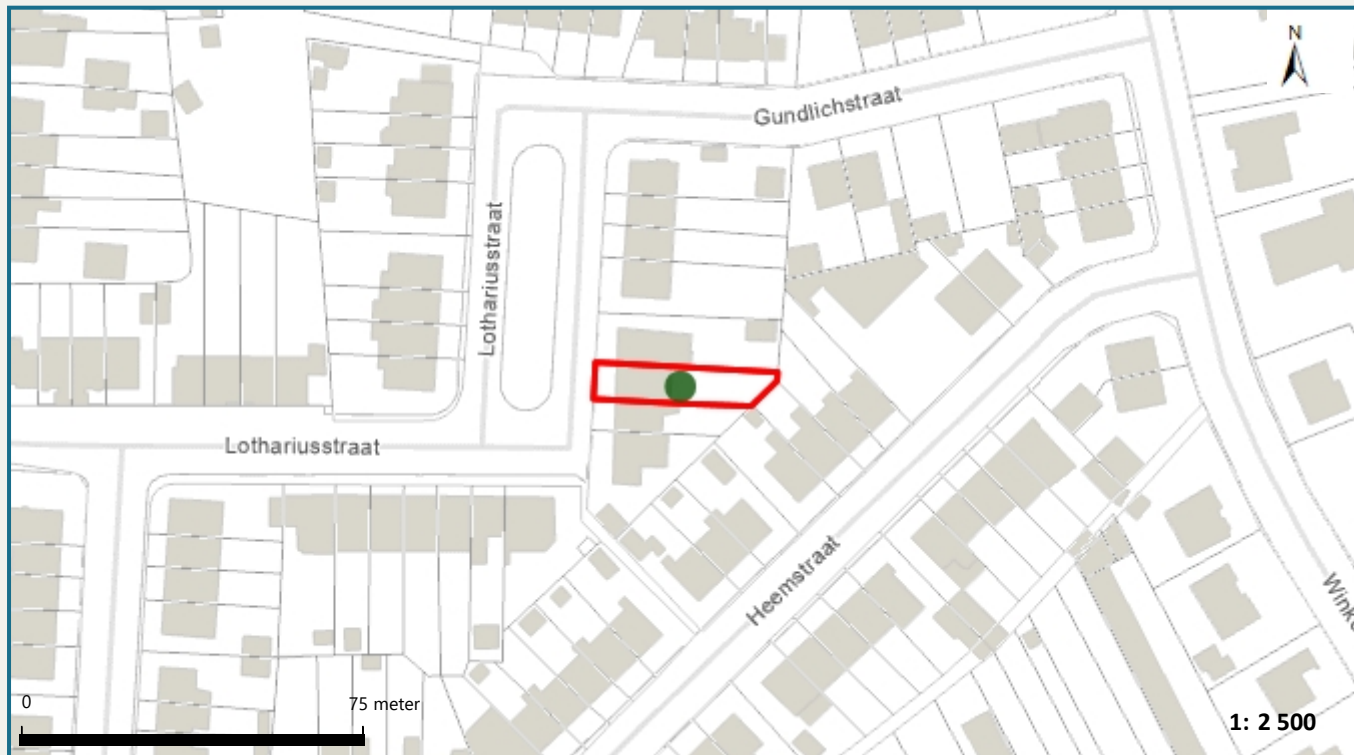 N
Gundlichstraat
Lothariusstraat
Lothariusstraat
Heemstraat
0
75 meter
1: 2 500